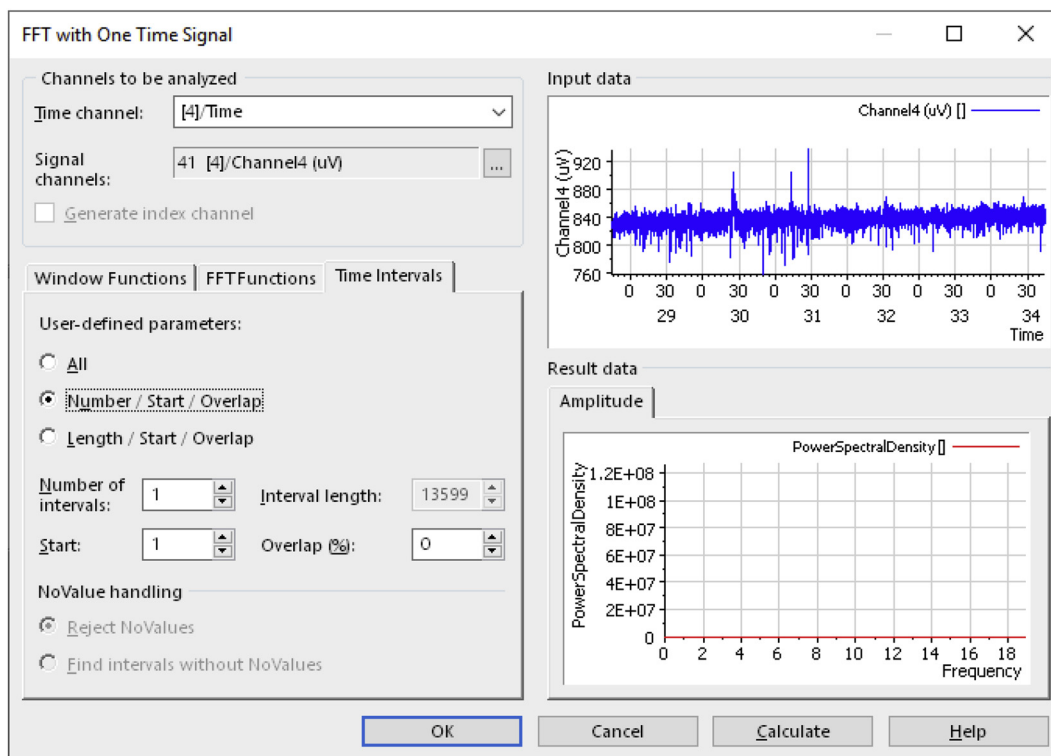 FFT with One Time Signal
Channels to be analyzed
Time channel:
[4]/Time
Signal
channels:
41 [4]/Channel4 (uV)
...
Generate index channel
Window Functions
FFTFunctions
Time Intervals
User-defined parameters:
All
Number / Start / Overlap
Length / Start / Overlap
Number of
intervals:
1
Interval length:
13599
Start:
1
Overlap (%):
0
NoValue handling
Reject NoValues
Find intervals without NoValues
Input data
Channel4 (uV) []
Channel4 (uV)
920
880
840
800
760
0 30 0 30 0 30 0 30 0 30 0 30
29 30 31 32 33 34
Time
Result data
Amplitude
PowerSpectralDensity []
PowerSpectralDensity
1.2E+08
1E+08
8E+07
6E+07
4E+07
2E+07
0
0 2 4 6 8 10 12 14 16 18
Frequency
OK
Cancel
Calculate
Help